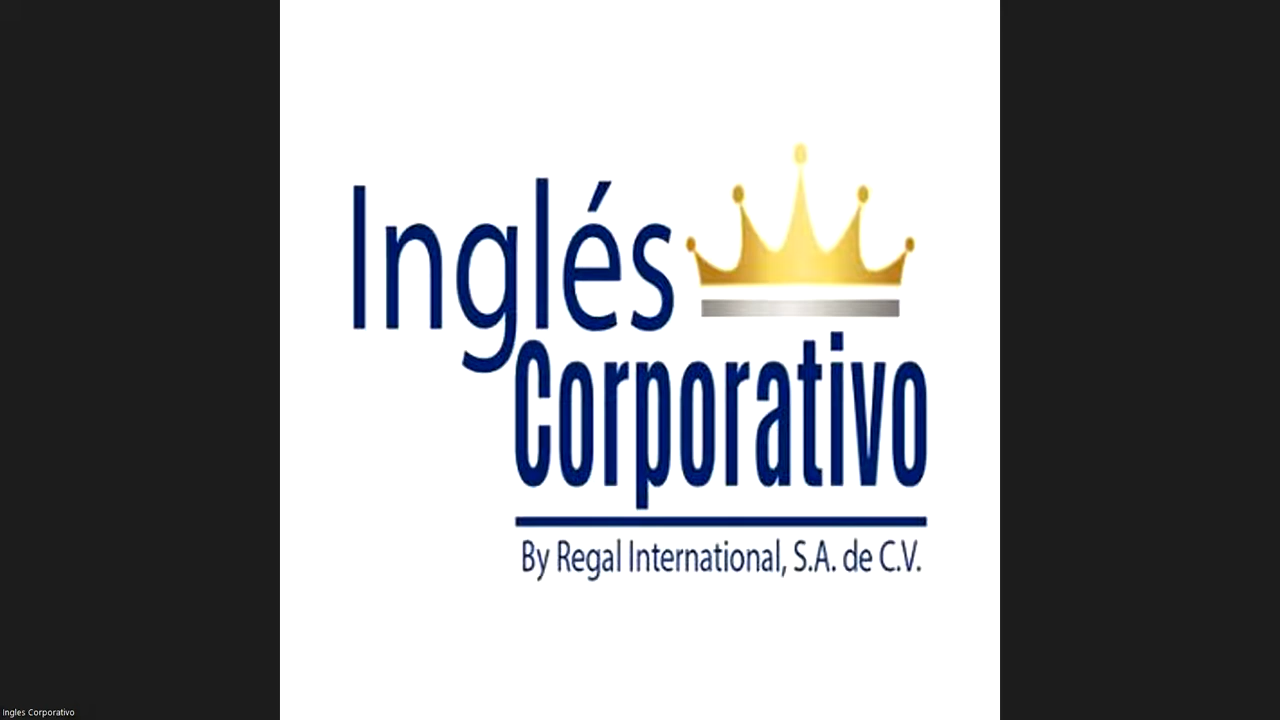 Inglés
Corporativo
By Regal International, S.A. de C.V.
Ingles Corporativo